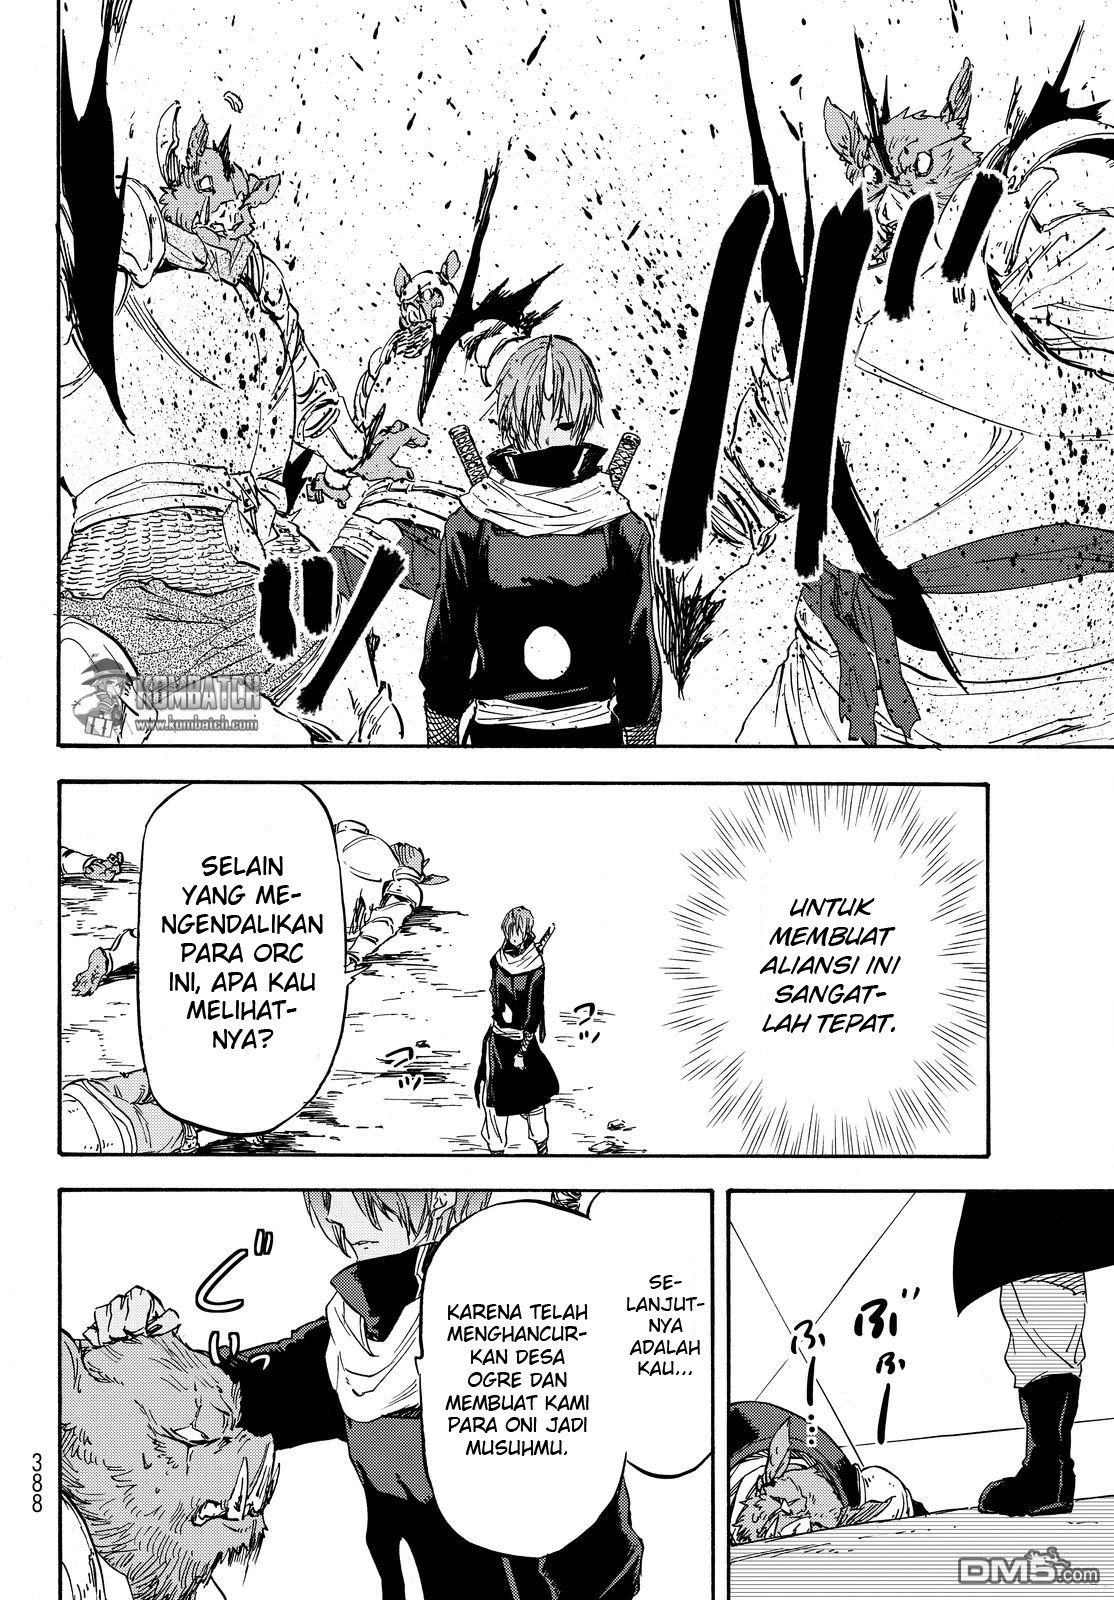 KOMBATCH
www.kombatch.com
UNTUK
MEMBUAT
ALIANSI INI
SANGAT-
LAH TEPAT.
SELAIN
YANG ME-
NGENDALIKAN
PARA ORC
INI, APA KAU
MELIHAT-
NYA?
SE-
LANJUT-
NYA
ADALAH
KAU...
KARENA TELAH
MENGHANCUR-
KAN DESA
OGRE DAN
MEMBUAT KAMI
PARA ONI JADI
MUSUHMU.
388
DM5.com